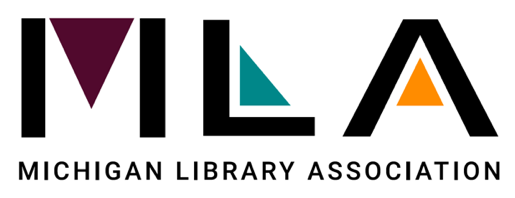 MLA
MICHIGAN LIBRARY ASSOCIATION